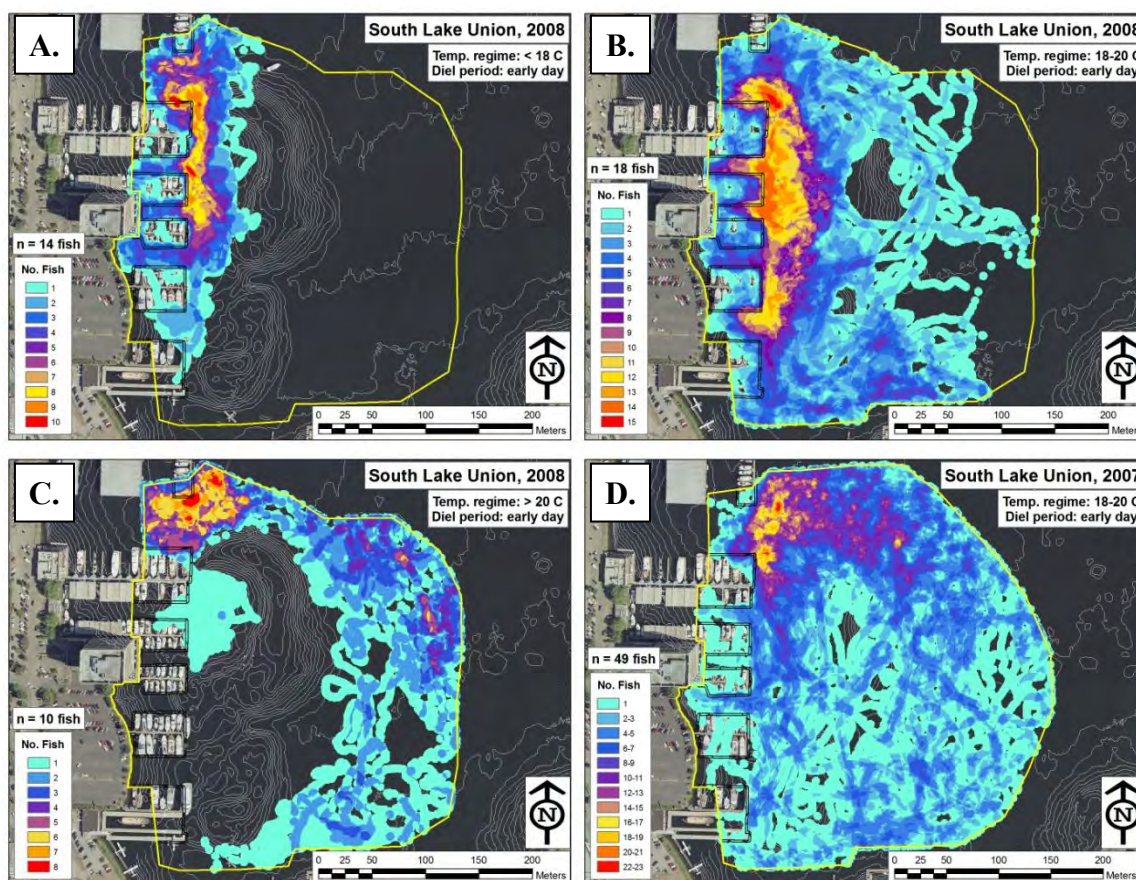 A.
South Lake Union, 2008
Temp. regime: < 18 C
Diel period: early day
n = 14 fish
No. Fish
1
2
3
4
5
6
7
8
9
10
N
0 25 50 100 150 200
Meters
B.
South Lake Union, 2008
Temp. regime: 18-20 C
Diel period: early day
n = 18 fish
No. Fish
1
2
3
4
5
6
7
8
9
10
11
12
13
14
15
N
0 25 50 100 150 200
Meters
C.
South Lake Union, 2008
Temp. regime: > 20 C
Diel period: early day
n = 10 fish
No. Fish
1
2
3
4
5
6
7
8
N
0 25 50 100 150 200
Meters
D.
South Lake Union, 2007
Temp. regime: 18-20 C
Diel period: early day
n = 49 fish
No. Fish
1
2-3
4-5
6-7
8-9
10-11
12-13
14-15
16-17
18-19
20-21
22-23
N
0 25 50 100 150 200
Meters